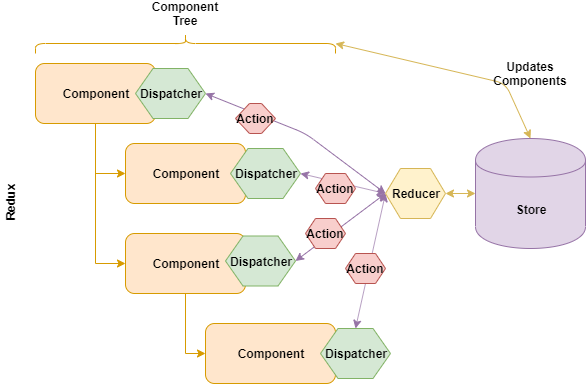 Component
Tree
Updates
Components
Component
Dispatcher
Action
Component
Dispatcher
Action
Reducer
Store
Redux
Component
Dispatcher
Action
Action
Component
Dispatcher